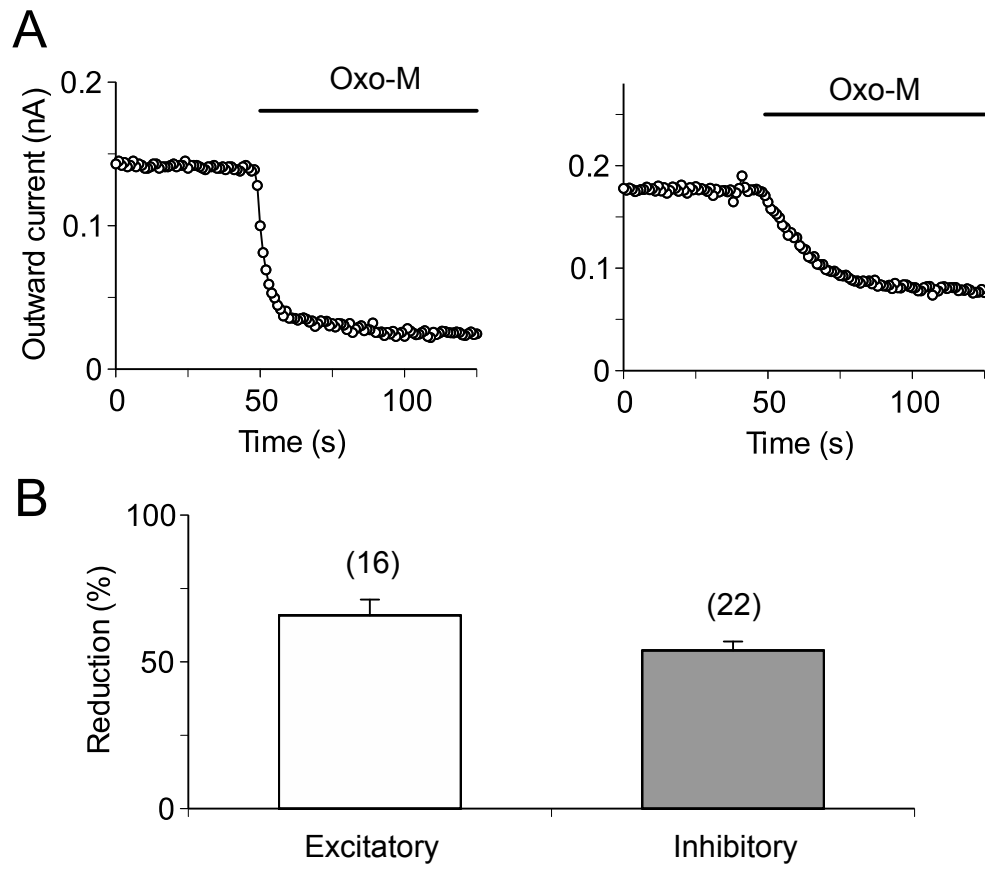 A
Oxo-M
Outward current (nA)
0.2
0.1
0
0
50
100
Time (s)
Oxo-M
0.2
0.1
0
0
50
100
Time (s)
B
Reduction (%)
100
50
0
(16)
(22)
Excitatory
Inhibitory